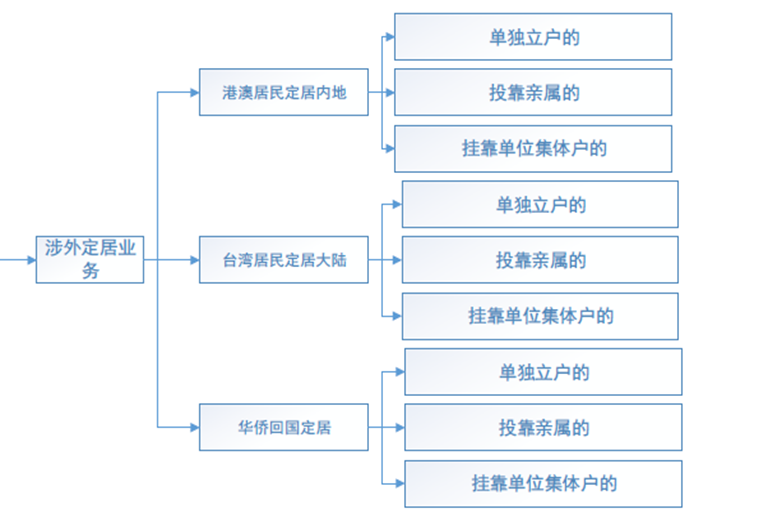 涉外定居业
务
港澳居民定居内地
单独立户的
投靠亲属的
挂靠单位集体户的
台湾居民定居大陆
单独立户的
投靠亲属的
挂靠单位集体户的
华侨回国定居
单独立户的
投靠亲属的
挂靠单位集体户的